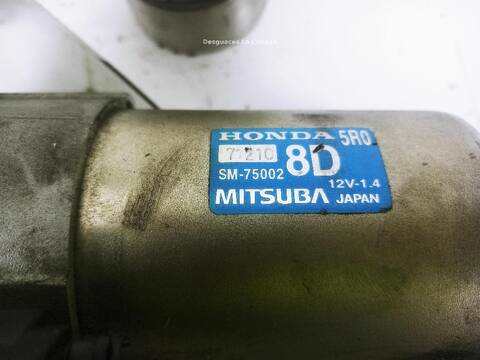 Desguaces La Cabaña
HONDA 5R0
7 210 8D
SM-75002
12V-1.4
MITSUBA JAPAN